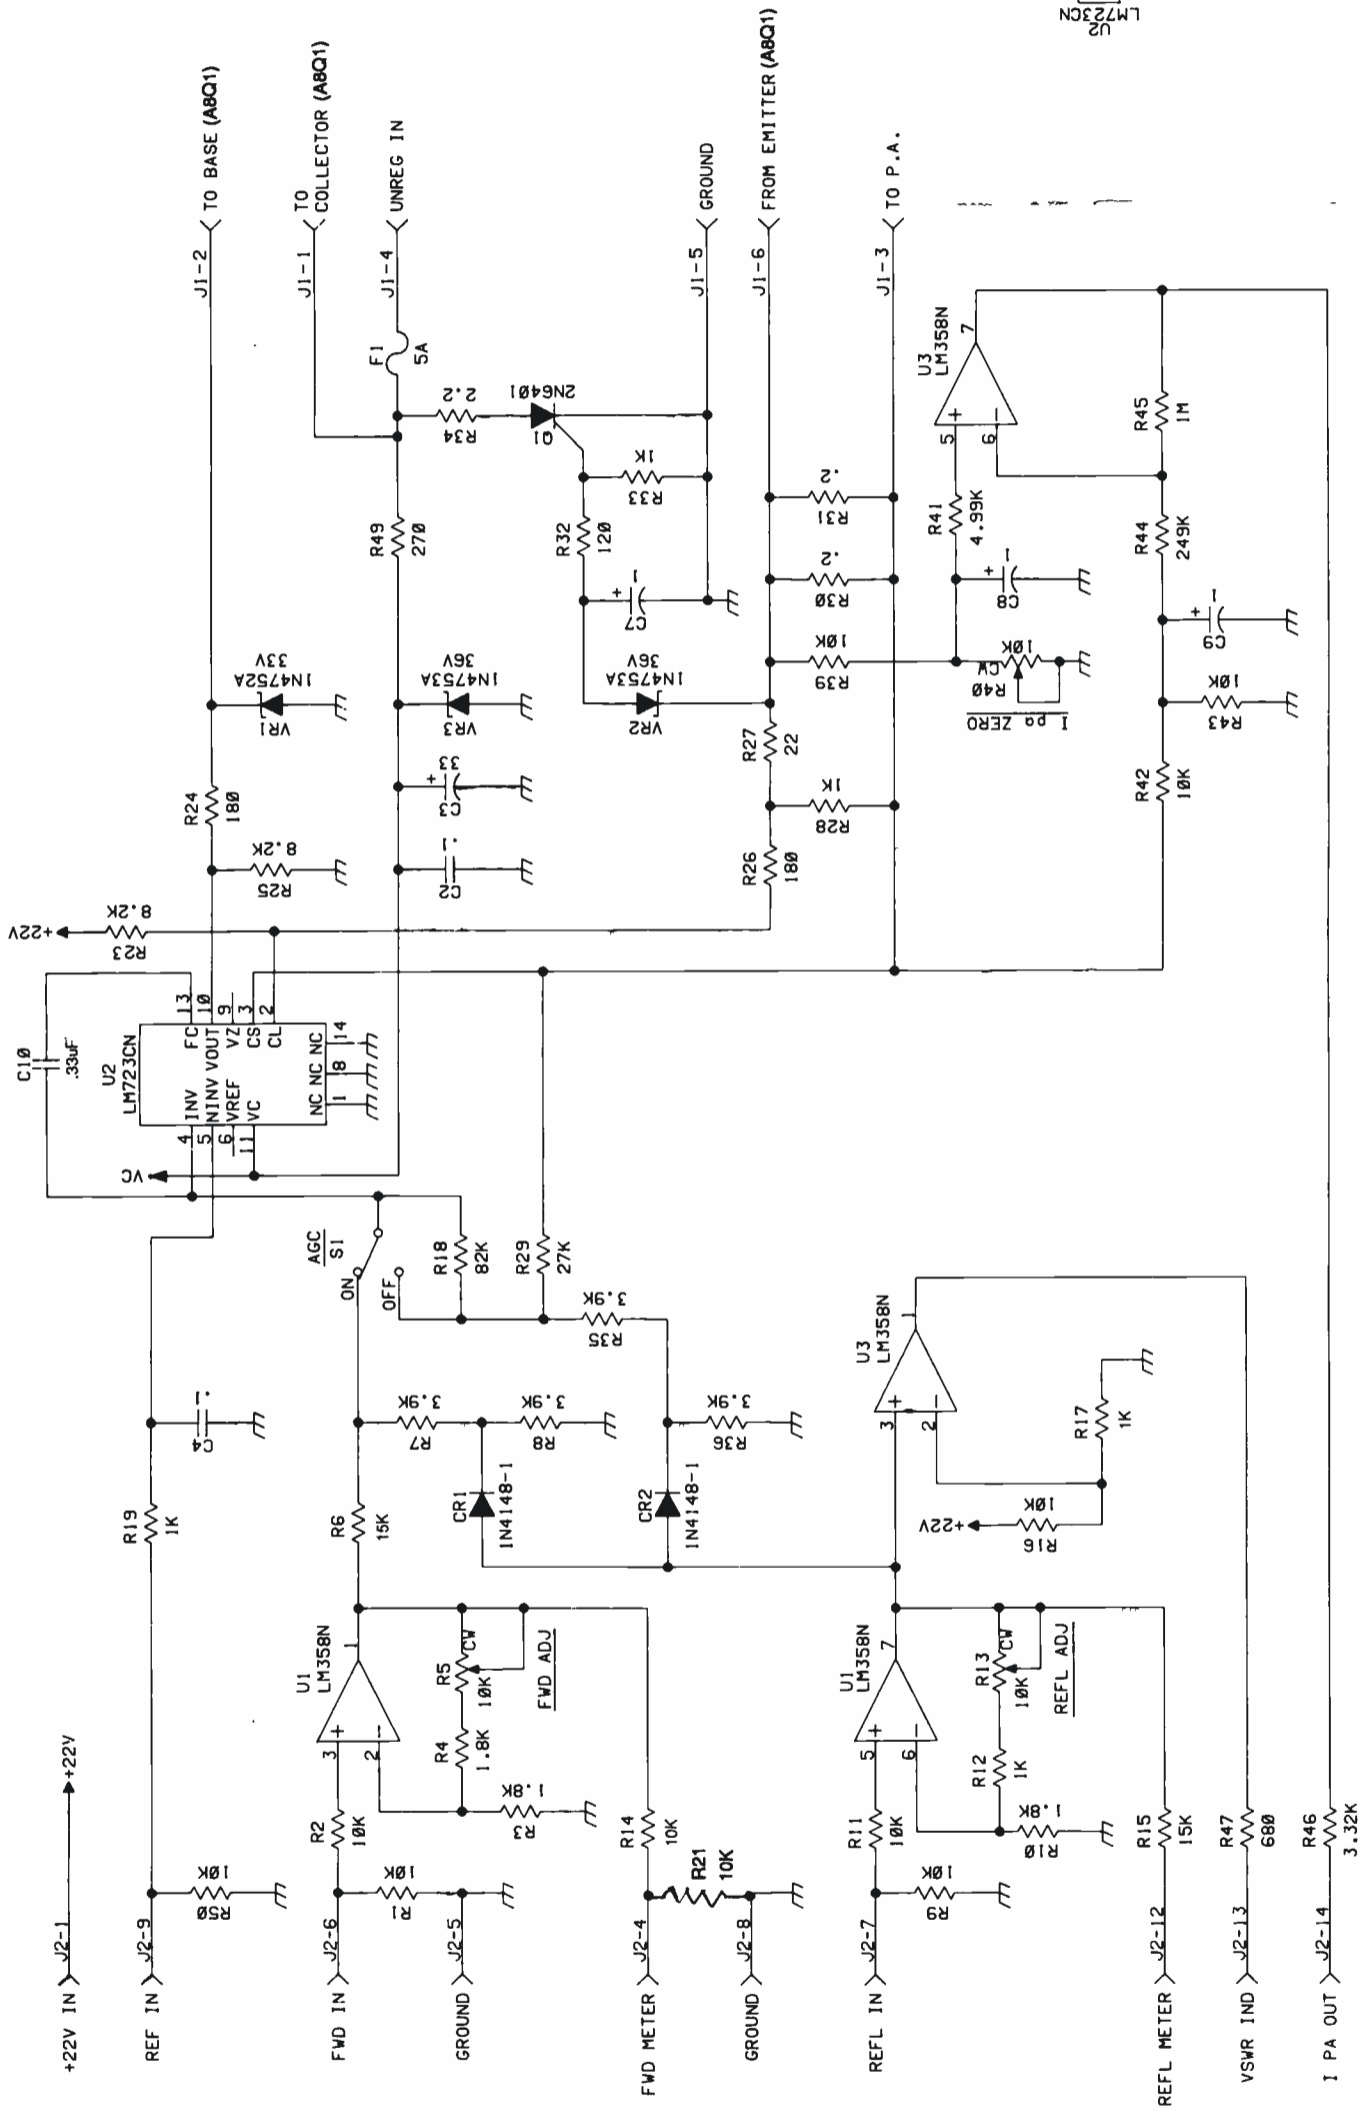 U2
LM723CN
J1-2
TO BASE (A8Q1)
J1-1
TO
COLLECTOR (A8Q1)
J1-4
UNREG IN
F1
5A
J1-5
GROUND
J1-6
FROM EMITTER (A8Q1)
J1-3
TO P.A.
R34
2.2
Q1
2N6401
R33
1K
R32
120
C7
+
1
R49
270
VR1
1N4752A
33V
VR3
1N4753A
36V
VR2
1N4753A
36V
R24
180
R25
8.2K
C3
+
33
C2
.1
R23
8.2K
+22V
R26
180
R27
22
R28
1K
R39
10K
R30
.2
R31
.2
R40
10K
CW
I pa ZERO
C8
+
1
R41
4.99K
U3
LM358N
5
+
6
-
7
R45
1M
R44
249K
C9
+
1
R43
10K
R42
10K
C10
.33uF
U2
LM723CN
4 INV
5 NINV
6 VREF
11 VC
FC 13
VOUT 10
VZ 9
CS 3
CL 2
NC NC NC
1 8 14
VC
AGC
S1
ON
OFF
R18
82K
R29
27K
R35
3.9K
R7
3.9K
R8
3.9K
R36
3.9K
CR1
1N4148-1
CR2
1N4148-1
C4
.1
R19
1K
R6
15K
U3
LM358N
3
+
2
-
1
R17
1K
R16
10K
+22V
U1
LM358N
3
+
2
-
1
R5
10K
CW
FWD ADJ
R4
1.8K
R3
1.8K
R2
10K
R1
10K
R50
10K
R14
10K
R21
10K
U1
LM358N
5
+
6
-
7
R13
10K
CW
REFL ADJ
R12
1K
R10
1.8K
R11
10K
R9
10K
R15
15K
R47
680
R46
3.32K
+22V IN
J2-1
+22V
REF IN
J2-9
FWD IN
J2-6
GROUND
J2-5
FWD METER
J2-4
GROUND
J2-8
REFL IN
J2-7
REFL METER
J2-12
VSWR IND
J2-13
I PA OUT
J2-14